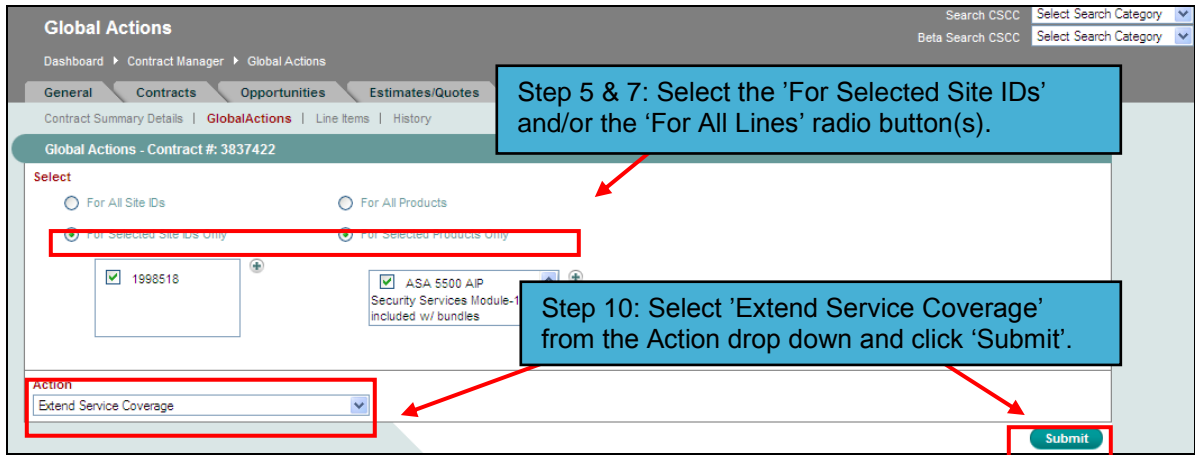 Global Actions
Search CSCC Select Search Category
Beta Search CSCC Select Search Category
Dashboard Contract Manager Global Actions
General Contracts Opportunities Estimates/Quotes
Contract Summary Details | GlobalActions | Line Items | History
Step 5 & 7: Select the ’For Selected Site IDs’
and/or the ‘For All Lines’ radio button(s).
Global Actions - Contract #: 3837422
Select
For All Site IDs For All Products
For Selected Site IDs Only For Selected Products Only
1998518
ASA 5500 AIP
Security Services Module-1
included w/ bundles
Step 10: Select ’Extend Service Coverage’
from the Action drop down and click ‘Submit’.
Action
Extend Service Coverage
Submit